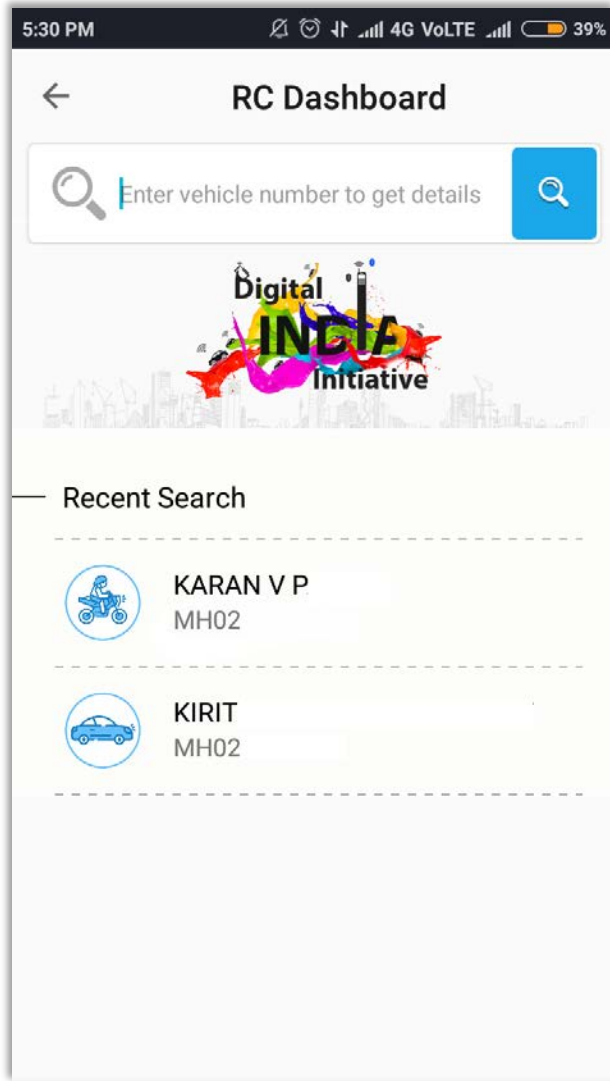 5:30 PM 4G VoLTE 39%
RC Dashboard
Enter vehicle number to get details
Digital
INDIA
Initiative
Recent Search
KARAN V P
MH02
KIRIT
MH02